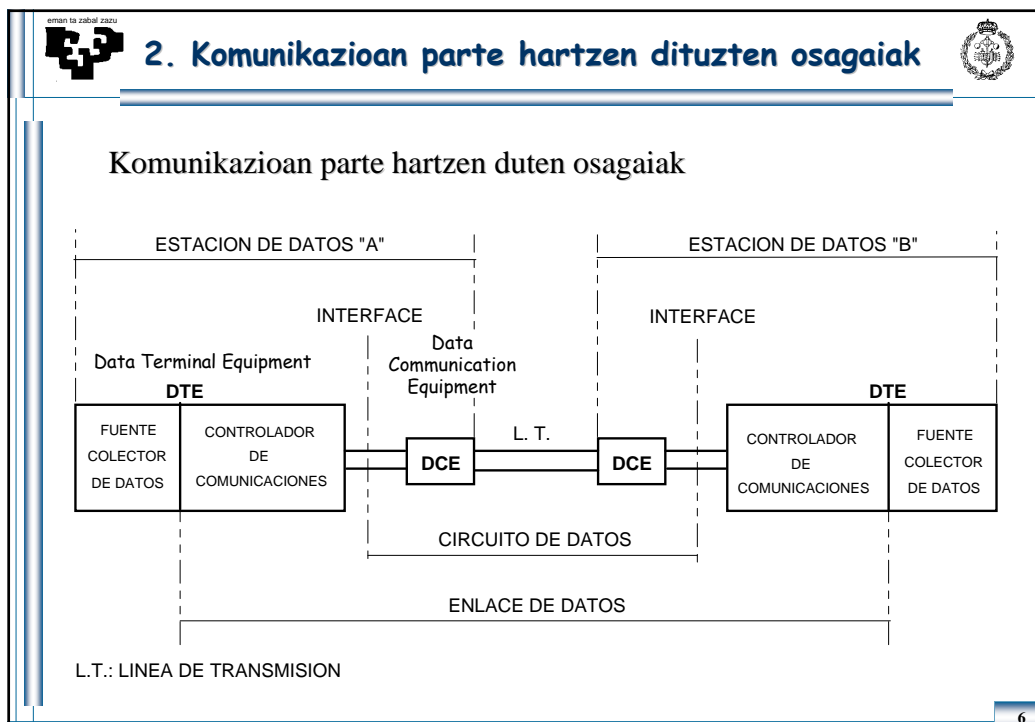 eman ta zabal zazu
2. Komunikazioan parte hartzen dituzten osagaiak
Komunikazioan parte hartzen duten osagaiak
ESTACION DE DATOS "A"
ESTACION DE DATOS "B"
INTERFACE
INTERFACE
Data
Communication
Equipment
Data Terminal Equipment
DTE
DTE
FUENTE
COLECTOR
DE DATOS
CONTROLADOR
DE
COMUNICACIONES
DCE
L. T.
DCE
CONTROLADOR
DE
COMUNICACIONES
FUENTE
COLECTOR
DE DATOS
CIRCUITO DE DATOS
ENLACE DE DATOS
L.T.: LINEA DE TRANSMISION
6